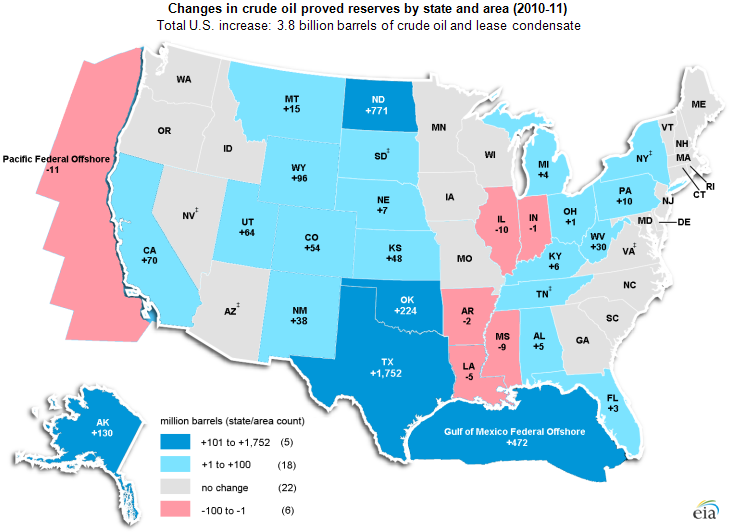 Changes in crude oil proved reserves by state and area (2010-11)
Total U.S. increase: 3.8 billion barrels of crude oil and lease condensate
WA
MT
+15
ND
+771
MN
ME
VT
NH
MA
RI
CT
OR
ID
Pacific Federal Offshore
-11
WY
+96
SD‡
WI
MI
+4
NY‡
NV‡
UT
+64
CO
+54
NE
+7
IA
IL
-10
IN
-1
OH
+1
PA
+10
NJ
MD
DE
CA
+70
KS
+48
MO
KY
+6
WV
+30
VA‡
AZ‡
NM
+38
OK
+224
AR
-2
TN‡
NC
SC
TX
+1,752
LA
-5
MS
-9
AL
+5
GA
FL
+3
AK
+130
Gulf of Mexico Federal Offshore
+472
million barrels (state/area count)
+101 to +1,752 (5)
+1 to +100 (18)
no change (22)
-100 to -1 (6)
eia